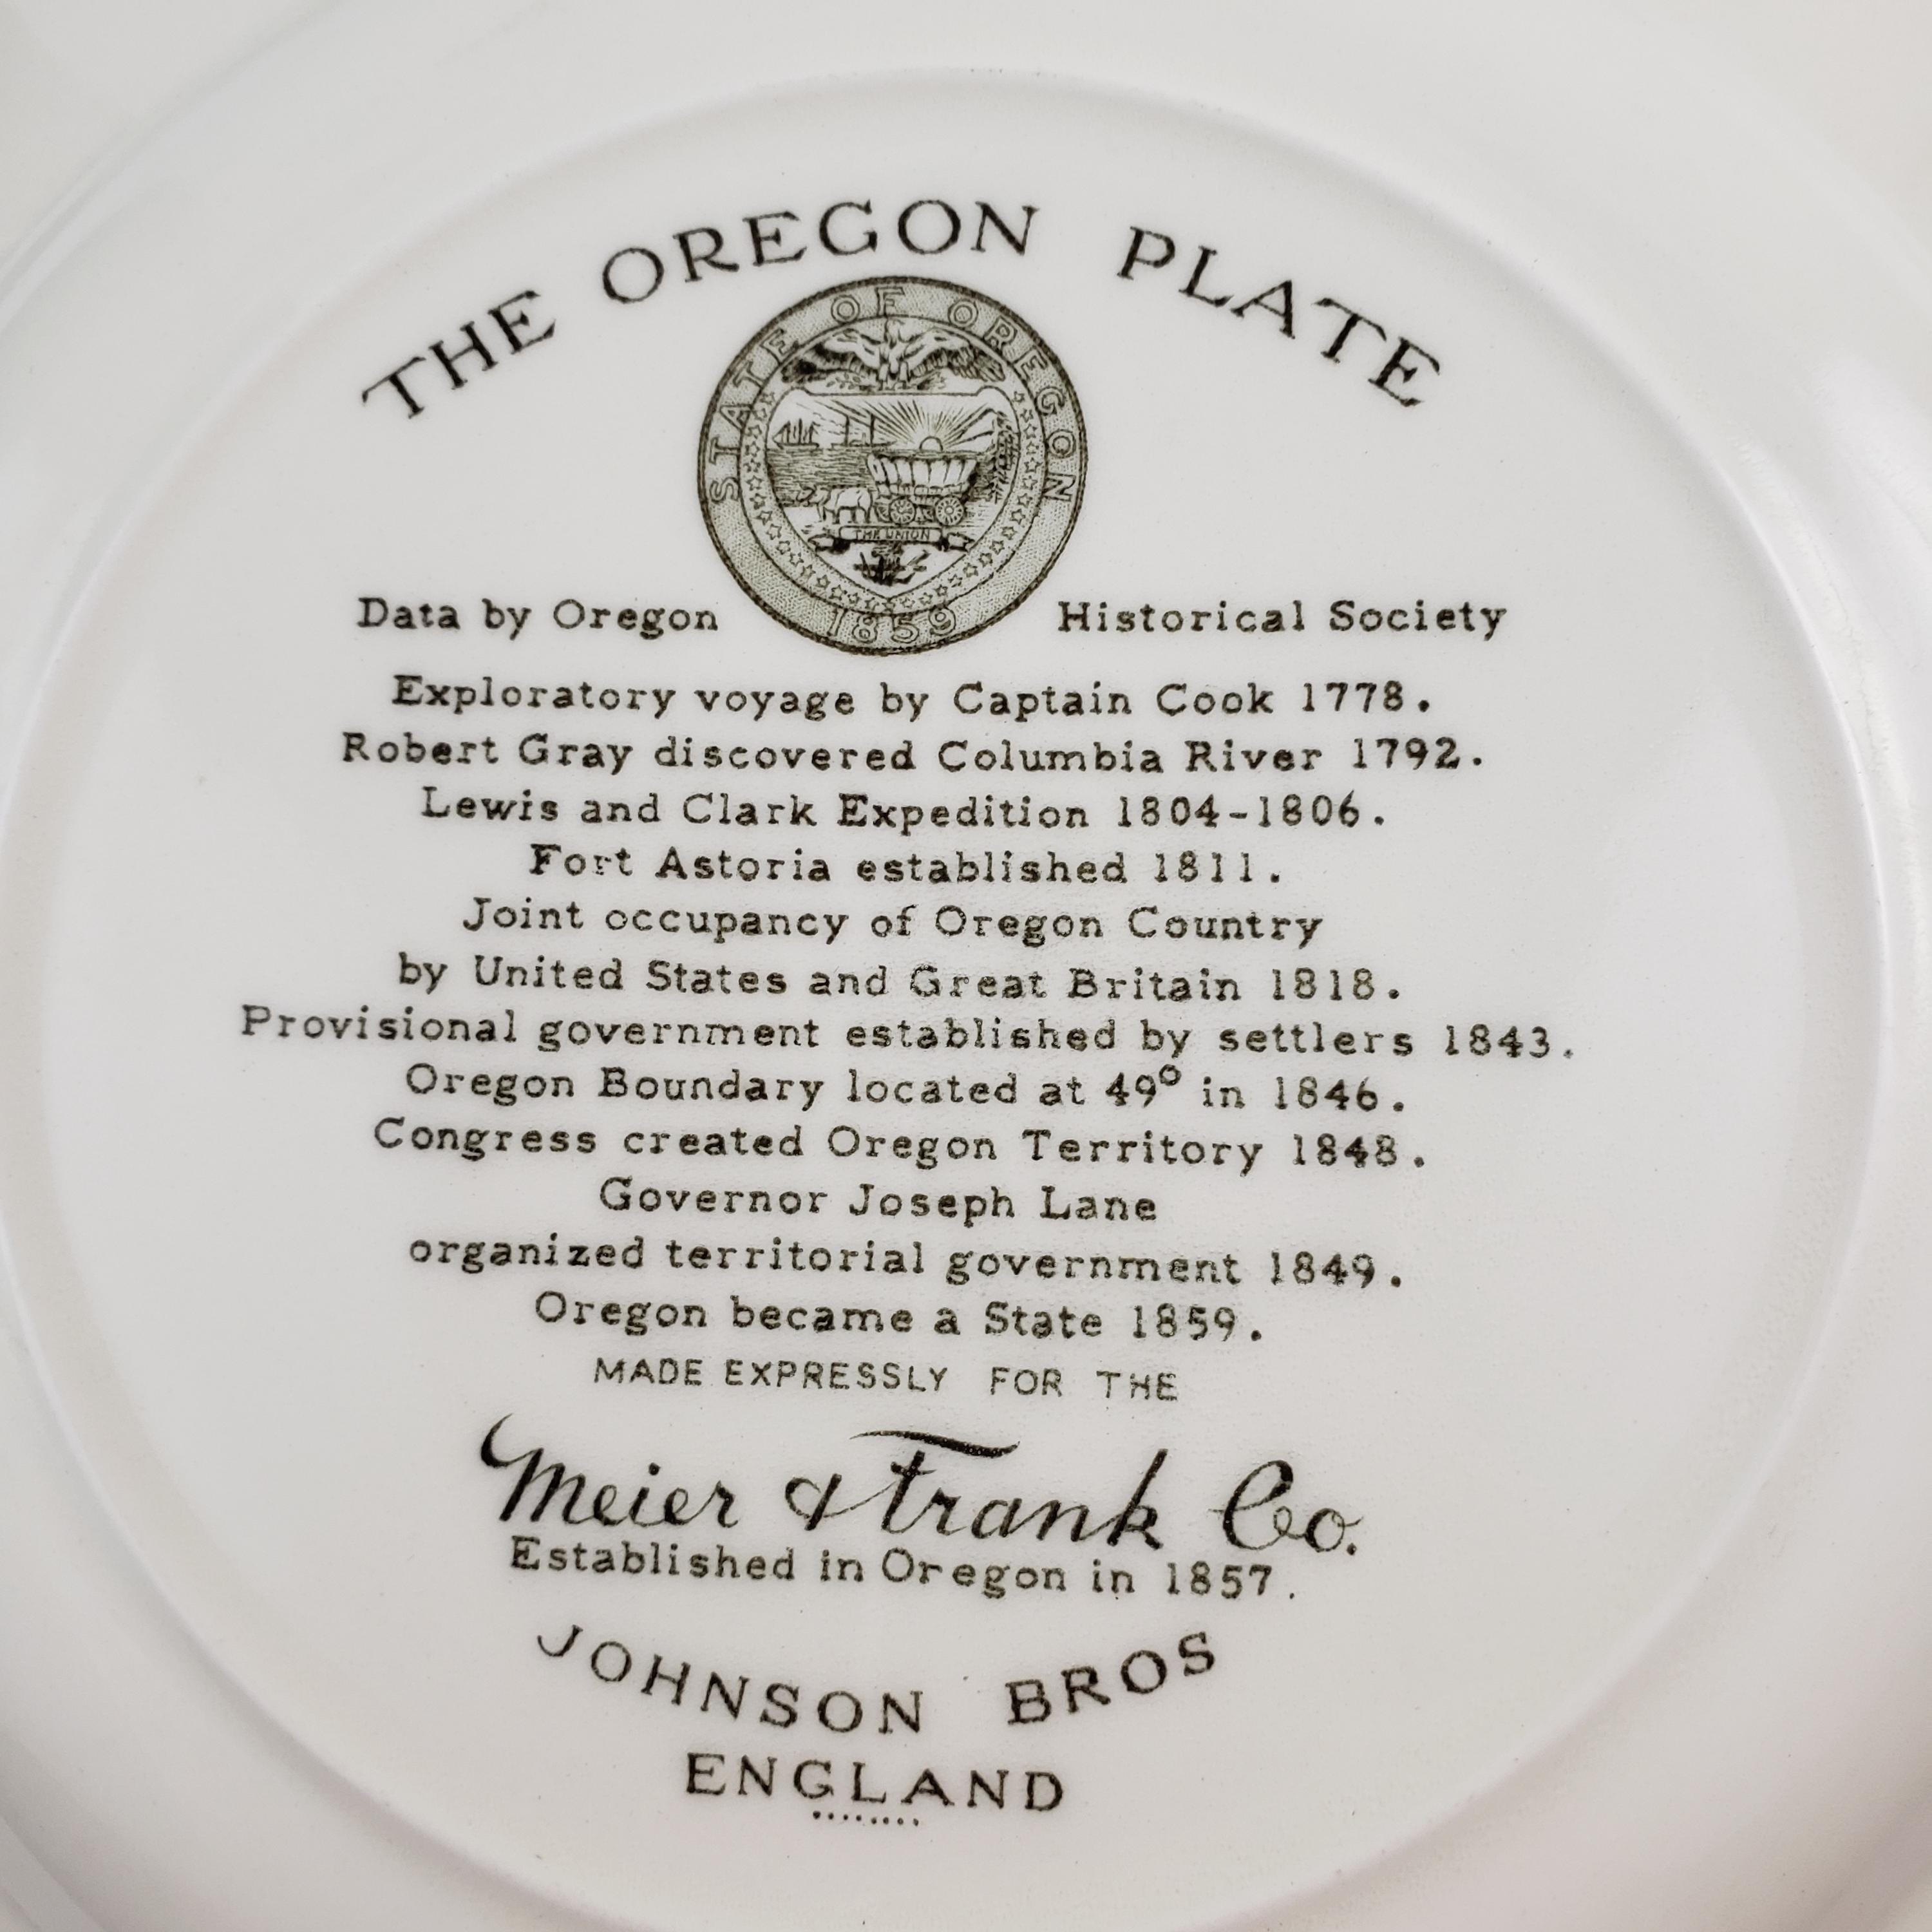 THE OREGON PLATE
STATE OF OREGON
THE UNION
1859
Data by Oregon Historical Society
Exploratory voyage by Captain Cook 1778.
Robert Gray discovered Columbia River 1792.
Lewis and Clark Expedition 1804-1806.
Fort Astoria established 1811.
Joint occupancy of Oregon Country
by United States and Great Britain 1818.
Provisional government established by settlers 1843.
Oregon Boundary located at 49° in 1846.
Congress created Oregon Territory 1848.
Governor Joseph Lane
organized territorial government 1849.
Oregon became a State 1859.
MADE EXPRESSLY FOR THE
Meier & Frank Co.
Established in Oregon in 1857.
JOHNSON BROS
ENGLAND